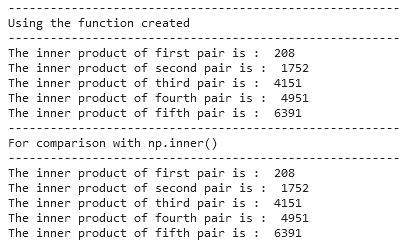 --------------------------------------------------------
Using the function created
--------------------------------------------------------
The inner product of first pair is :  208
The inner product of second pair is :  1752
The inner product of third pair is :  4151
The inner product of fourth pair is :  4951
The inner product of fifth pair is :  6391
--------------------------------------------------------
For comparison with np.inner()
--------------------------------------------------------
The inner product of first pair is :  208
The inner product of second pair is :  1752
The inner product of third pair is :  4151
The inner product of fourth pair is :  4951
The inner product of fifth pair is :  6391